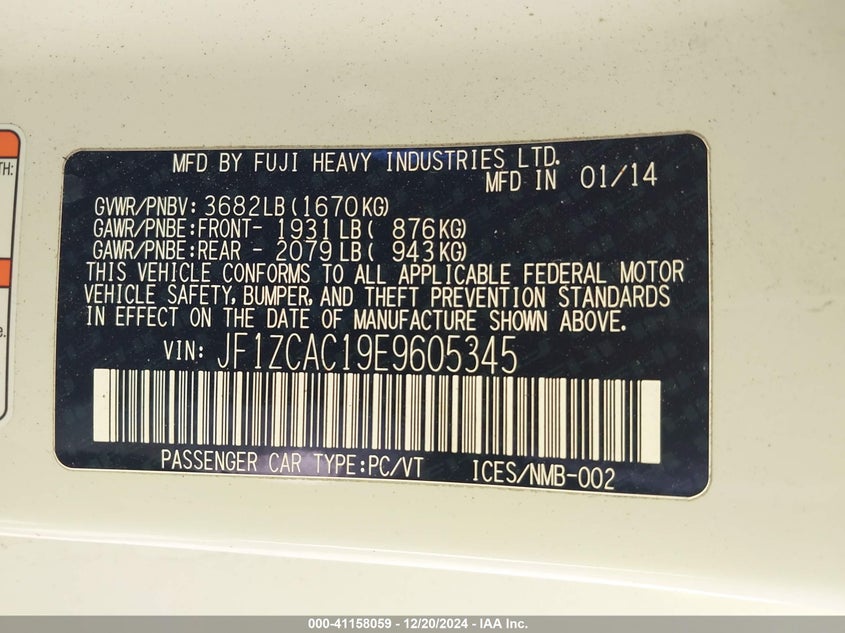 TH:
e.
MFD BY FUJI HEAVY INDUSTRIES LTD.
MFD IN 01/14
GVWR/PNBV: 3682LB(1670KG)
GAWR/PNBE:FRONT- 1931LB( 876KG)
GAWR/PNBE:REAR - 2079LB( 943KG)
THIS VEHICLE CONFORMS TO ALL APPLICABLE FEDERAL MOTOR
VEHICLE SAFETY, BUMPER, AND THEFT PREVENTION STANDARDS
IN EFFECT ON THE DATE OF MANUFACTURE SHOWN ABOVE.
VIN: JF1ZCAC19E9605345
PASSENGER CAR TYPE:PC/VT ICES/NMB-002
000-41158059 - 12/20/2024 - IAA Inc.